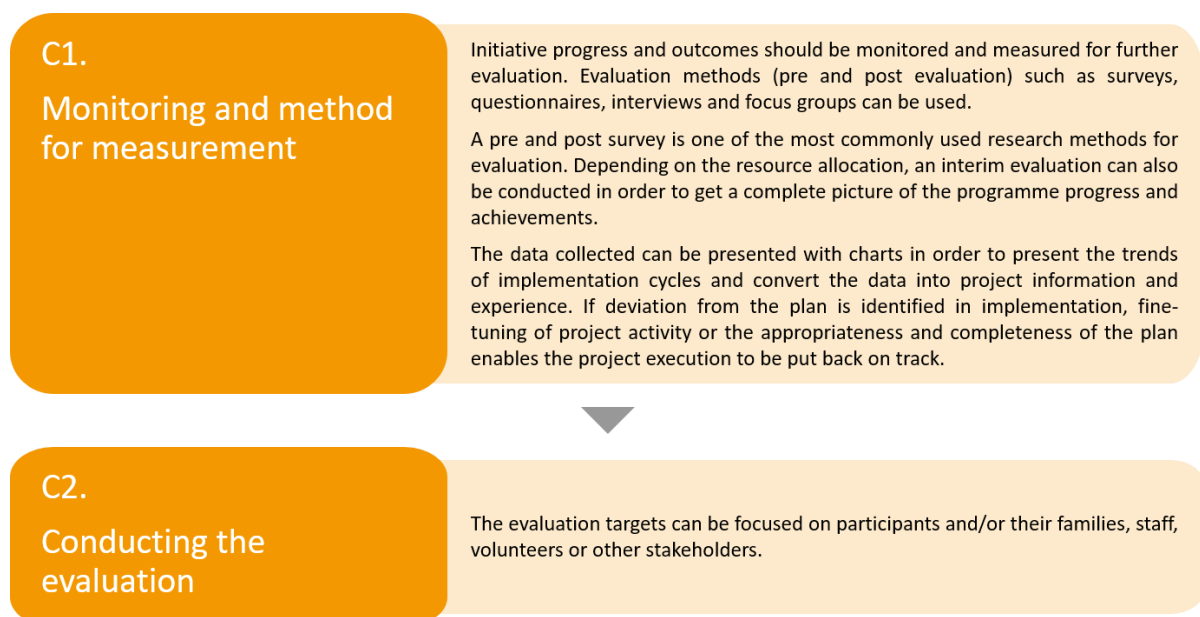 C1.
Monitoring and method
for measurement
Initiative progress and outcomes should be monitored and measured for further
evaluation. Evaluation methods (pre and post evaluation) such as surveys,
questionnaires, interviews and focus groups can be used.
A pre and post survey is one of the most commonly used research methods for
evaluation. Depending on the resource allocation, an interim evaluation can also
be conducted in order to get a complete picture of the programme progress and
achievements.
The data collected can be presented with charts in order to present the trends
of implementation cycles and convert the data into project information and
experience. If deviation from the plan is identified in implementation, fine-
tuning of project activity or the appropriateness and completeness of the plan
enables the project execution to be put back on track.
C2.
Conducting the
evaluation
The evaluation targets can be focused on participants and/or their families, staff,
volunteers or other stakeholders.